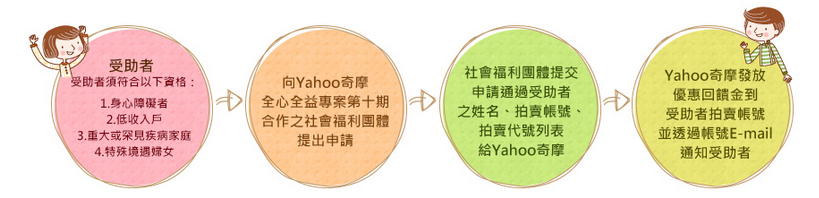 受助者
受助者須符合以下資格：
1.身心障礙者
2.低收入戶
3.重大或罕見疾病家庭
4.特殊境遇婦女
向Yahoo奇摩
全心全益專案第十期
合作之社會福利團體
提出申請
社會福利團體提交
申請通過受助者
之姓名、拍賣帳號、
拍賣代號列表
給Yahoo奇摩
Yahoo奇摩發放
優惠回饋金到
受助者拍賣帳號
並透過帳號E-mail
通知受助者